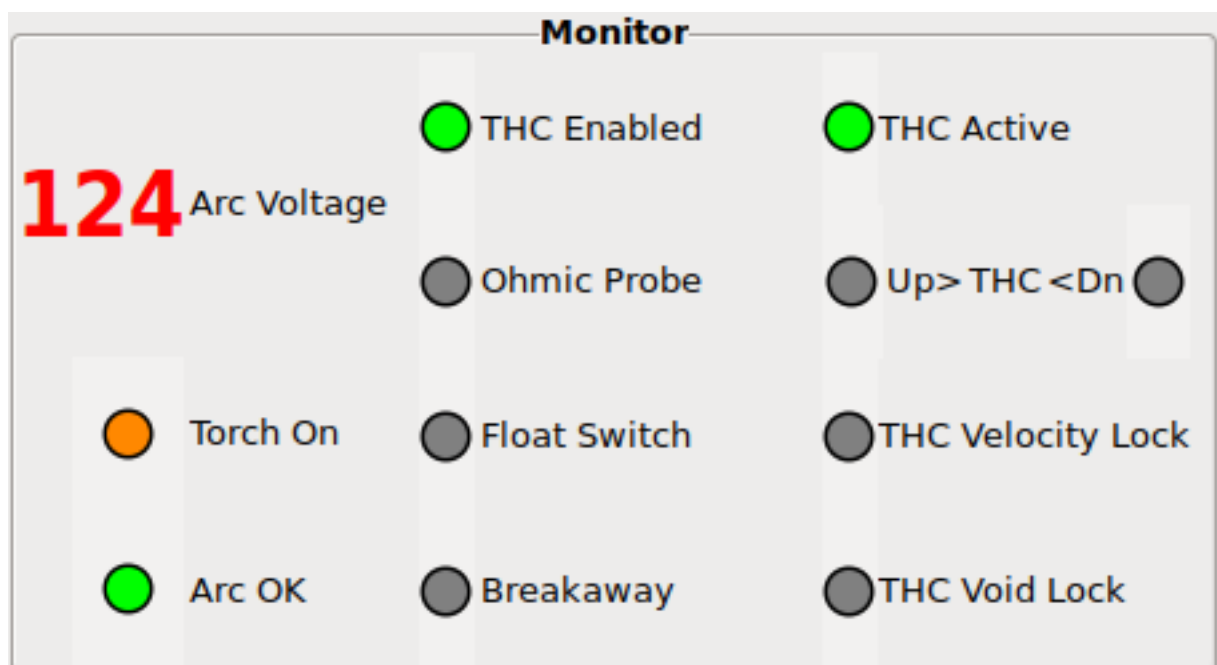 Monitor
THC Enabled
THC Active
124 Arc Voltage
Ohmic Probe
Up> THC <Dn
Torch On
Float Switch
THC Velocity Lock
Arc OK
Breakaway
THC Void Lock